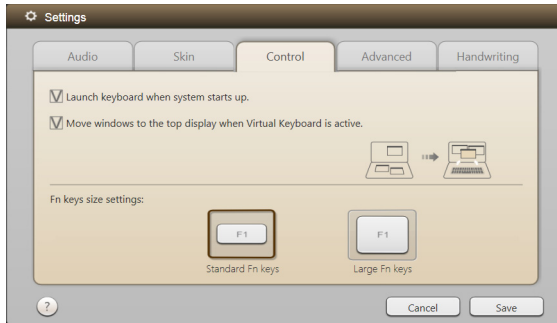 Settings
Audio Skin Control Advanced Handwriting
Launch keyboard when system starts up.
Move windows to the top display when Virtual Keyboard is active.
Fn keys size settings:
F1 F1
Standard Fn keys Large Fn keys
? Cancel Save